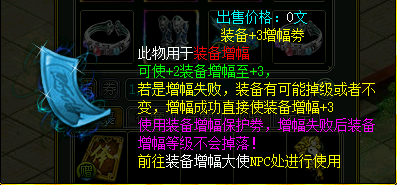 出售价格：0文
装备+3增幅券
此物用于装备增幅
可使+2装备增幅至+3，
若是增幅失败，装备有可能掉级或者不
变，增幅成功直接使装备增幅+3
使用装备增幅保护券，增幅失败后装备
增幅等级不会掉落！
前往装备增幅大使NPC处进行使用